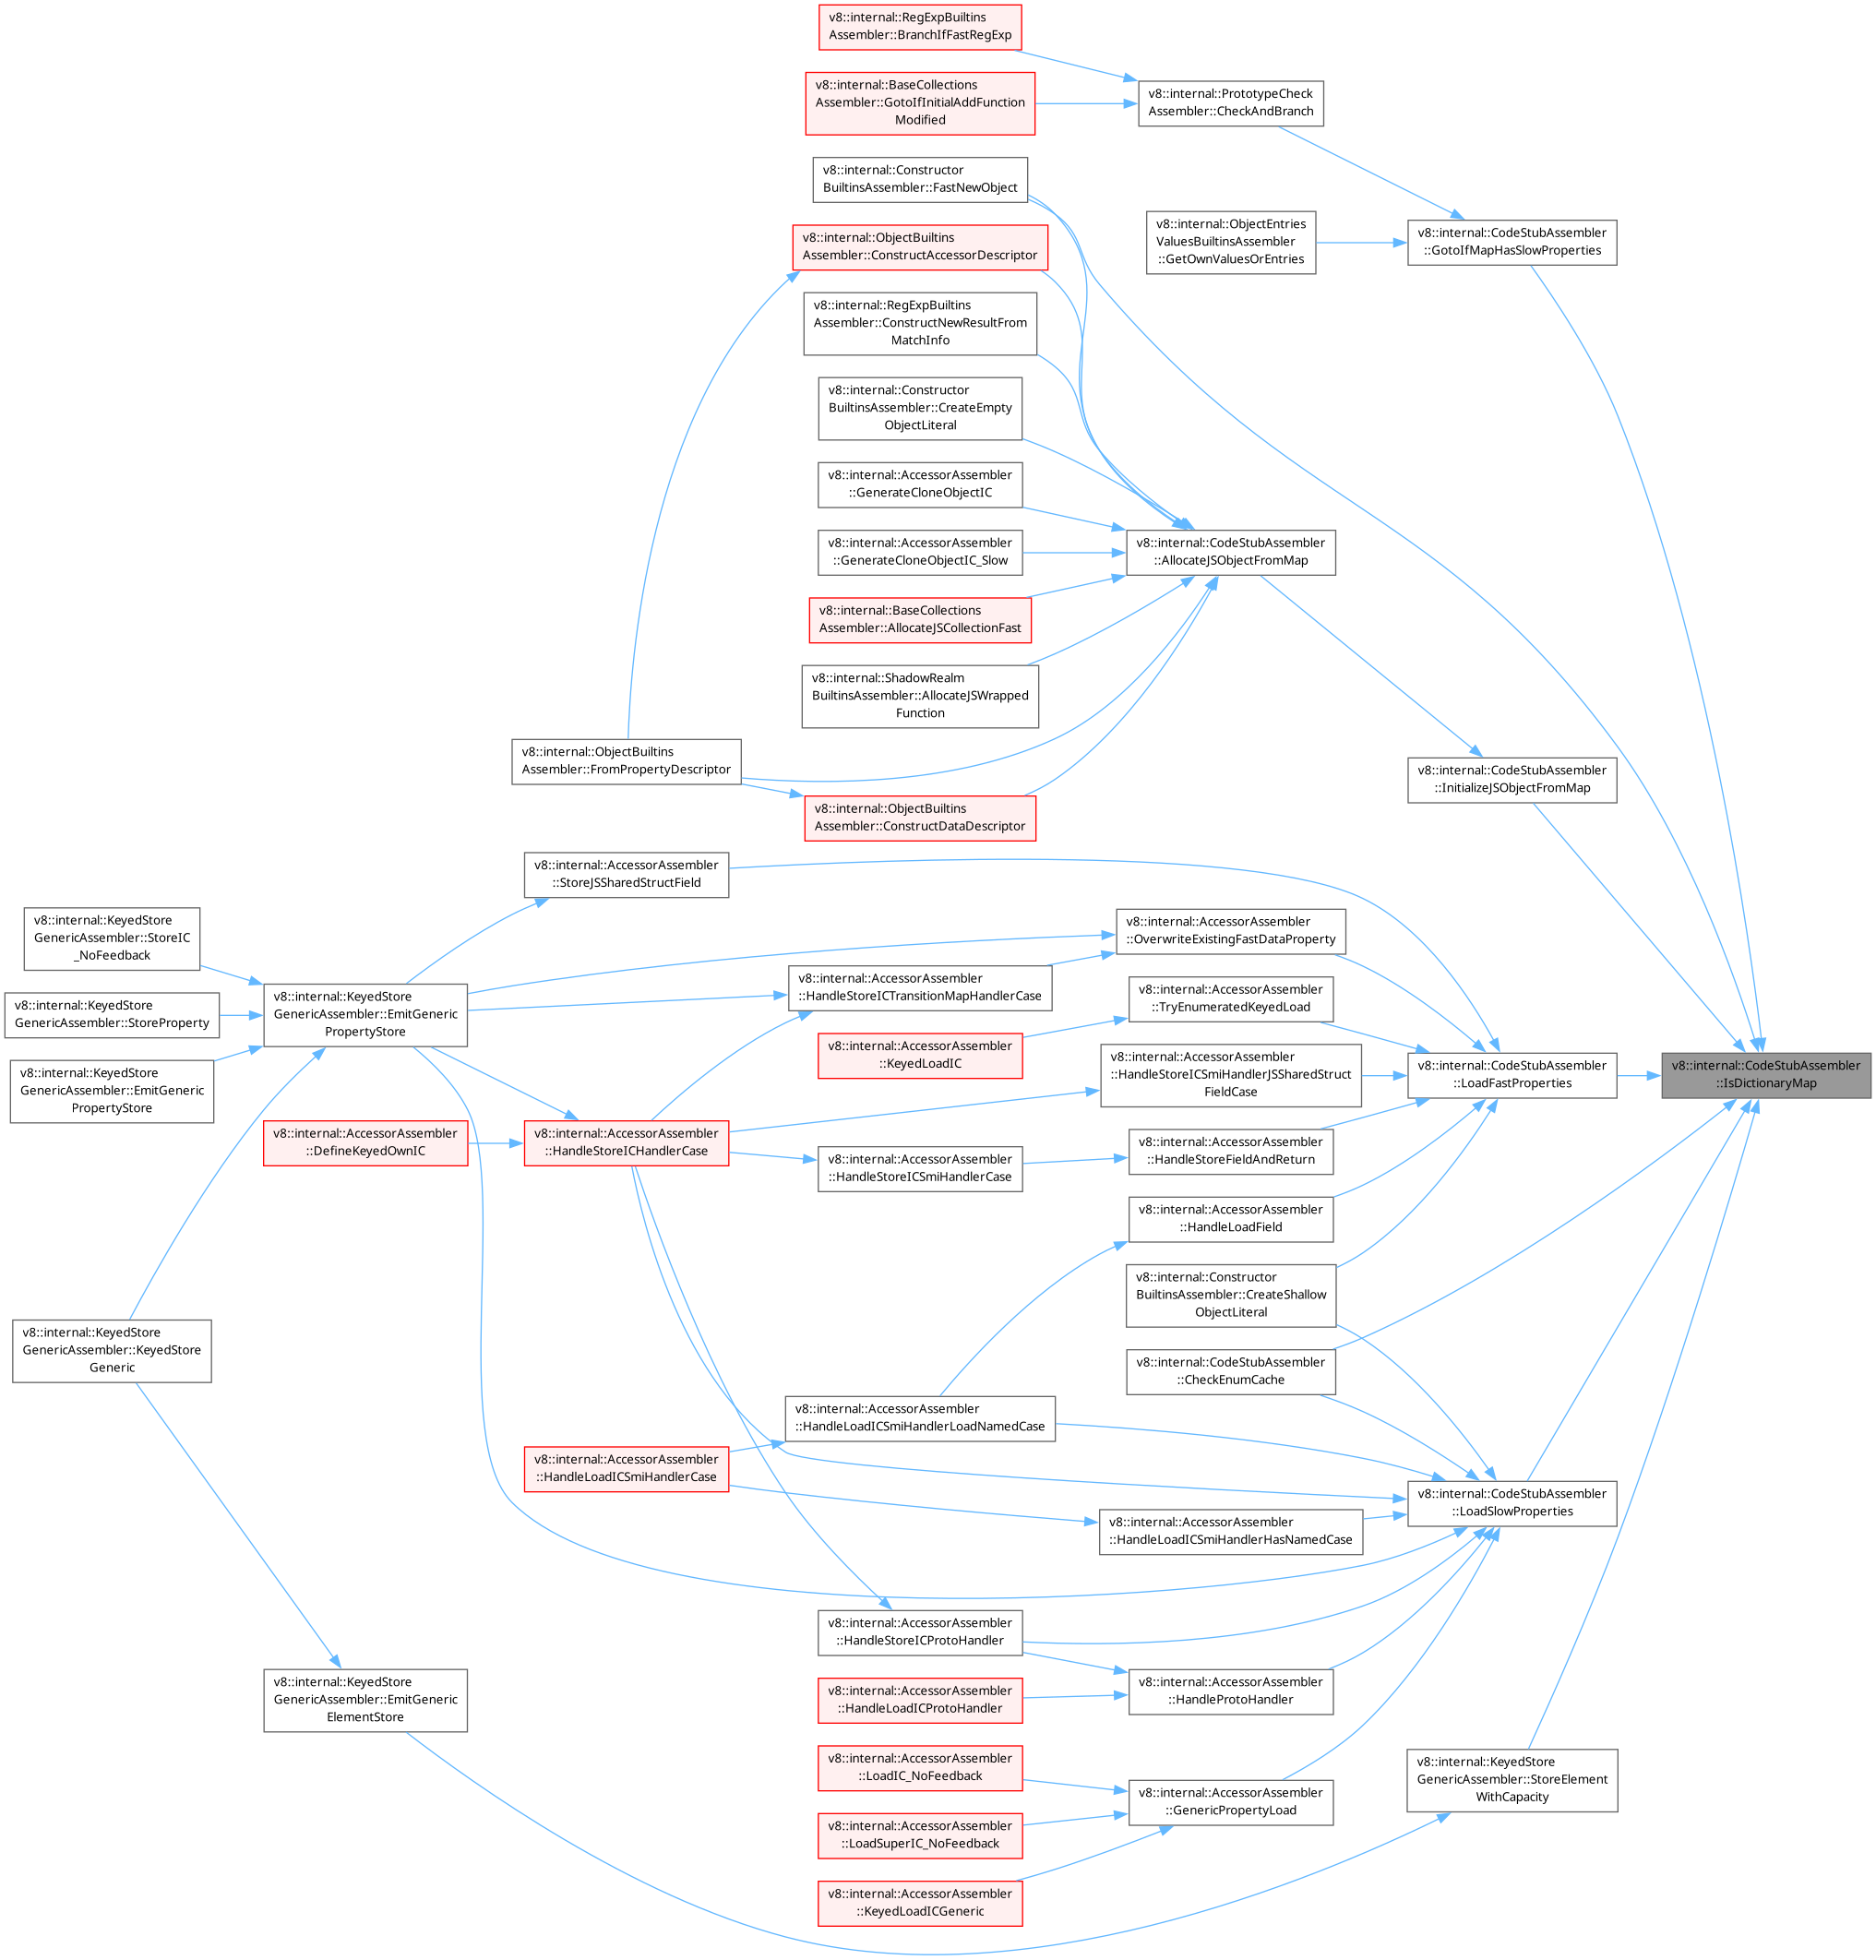 v8::internal::RegExpBuiltins
Assembler::BranchIfFastRegExp
v8::internal::BaseCollections
Assembler::GotoIfInitialAddFunction
Modified
v8::internal::PrototypeCheck
Assembler::CheckAndBranch
v8::internal::Constructor
BuiltinsAssembler::FastNewObject
v8::internal::ObjectEntries
ValuesBuiltinsAssembler
::GetOwnValuesOrEntries
v8::internal::CodeStubAssembler
::GotoIfMapHasSlowProperties
v8::internal::ObjectBuiltins
Assembler::ConstructAccessorDescriptor
v8::internal::RegExpBuiltins
Assembler::ConstructNewResultFrom
MatchInfo
v8::internal::Constructor
BuiltinsAssembler::CreateEmpty
ObjectLiteral
v8::internal::AccessorAssembler
::GenerateCloneObjectIC
v8::internal::AccessorAssembler
::GenerateCloneObjectIC_Slow
v8::internal::CodeStubAssembler
::AllocateJSObjectFromMap
v8::internal::BaseCollections
Assembler::AllocateJSCollectionFast
v8::internal::ShadowRealm
BuiltinsAssembler::AllocateJSWrapped
Function
v8::internal::ObjectBuiltins
Assembler::FromPropertyDescriptor
v8::internal::CodeStubAssembler
::InitializeJSObjectFromMap
v8::internal::ObjectBuiltins
Assembler::ConstructDataDescriptor
v8::internal::AccessorAssembler
::StoreJSSharedStructField
v8::internal::KeyedStore
GenericAssembler::StoreIC
_NoFeedback
v8::internal::AccessorAssembler
::OverwriteExistingFastDataProperty
v8::internal::KeyedStore
GenericAssembler::StoreProperty
v8::internal::KeyedStore
GenericAssembler::EmitGeneric
PropertyStore
v8::internal::AccessorAssembler
::HandleStoreICTransitionMapHandlerCase
v8::internal::AccessorAssembler
::TryEnumeratedKeyedLoad
v8::internal::KeyedStore
GenericAssembler::EmitGeneric
PropertyStore
v8::internal::AccessorAssembler
::KeyedLoadIC
v8::internal::AccessorAssembler
::HandleStoreICSmiHandlerJSSharedStruct
FieldCase
v8::internal::CodeStubAssembler
::LoadFastProperties
v8::internal::CodeStubAssembler
::IsDictionaryMap
v8::internal::AccessorAssembler
::DefineKeyedOwnIC
v8::internal::AccessorAssembler
::HandleStoreICHandlerCase
v8::internal::AccessorAssembler
::HandleStoreICSmiHandlerCase
v8::internal::AccessorAssembler
::HandleStoreFieldAndReturn
v8::internal::AccessorAssembler
::HandleLoadField
v8::internal::Constructor
BuiltinsAssembler::CreateShallow
ObjectLiteral
v8::internal::KeyedStore
GenericAssembler::KeyedStore
Generic
v8::internal::CodeStubAssembler
::CheckEnumCache
v8::internal::AccessorAssembler
::HandleLoadICSmiHandlerLoadNamedCase
v8::internal::AccessorAssembler
::HandleLoadICSmiHandlerCase
v8::internal::CodeStubAssembler
::LoadSlowProperties
v8::internal::AccessorAssembler
::HandleLoadICSmiHandlerHasNamedCase
v8::internal::AccessorAssembler
::HandleStoreICProtoHandler
v8::internal::KeyedStore
GenericAssembler::EmitGeneric
ElementStore
v8::internal::AccessorAssembler
::HandleLoadICProtoHandler
v8::internal::AccessorAssembler
::HandleProtoHandler
v8::internal::AccessorAssembler
::LoadIC_NoFeedback
v8::internal::KeyedStore
GenericAssembler::StoreElement
WithCapacity
v8::internal::AccessorAssembler
::GenericPropertyLoad
v8::internal::AccessorAssembler
::LoadSuperIC_NoFeedback
v8::internal::AccessorAssembler
::KeyedLoadICGeneric